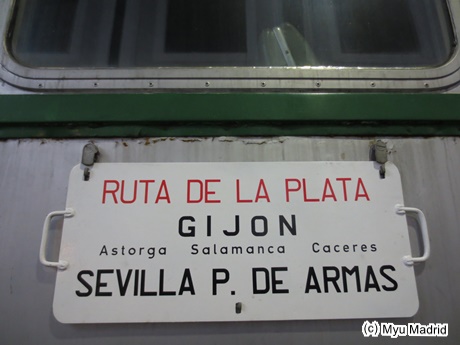 RUTA DE LA PLATA
GIJON
Astorga Salamanca Caceres
SEVILLA P. DE ARMAS
(c) Myu Madrid